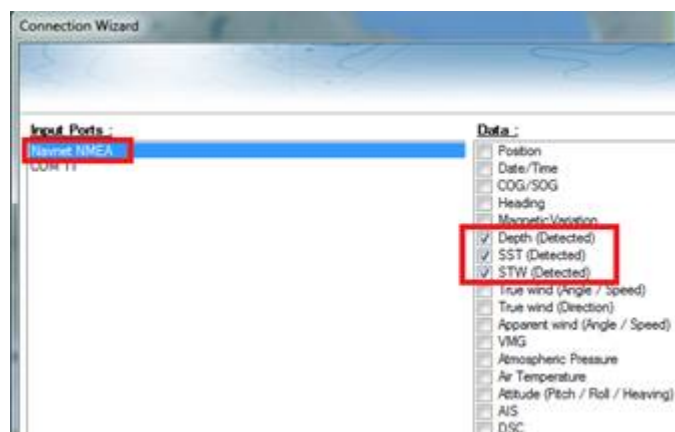 Connection Wizard
Input Ports :
Navnet NMEA
COM 11
Data :
Position
Date/Time
COG/SOG
Heading
Magnetic Variation
Depth (Detected)
SST (Detected)
STW (Detected)
True wind (Angle / Speed)
True wind (Direction)
Apparent wind (Angle / Speed)
VMG
Atmospheric Pressure
Air Temperature
Attitude (Pitch / Roll / Heaving)
AIS
DSC